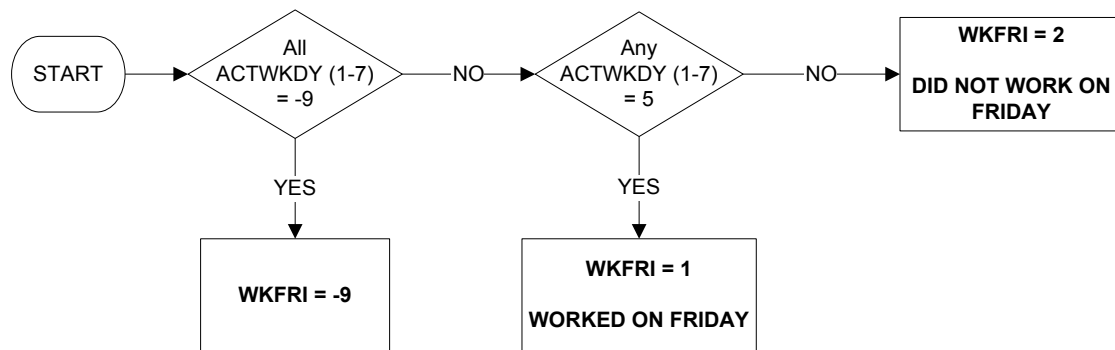 START
All
ACTWKDY (1-7)
= -9
NO
Any
ACTWKDY (1-7)
= 5
NO
WKFRI = 2
DID NOT WORK ON
FRIDAY
YES
YES
WKFRI = -9
WKFRI = 1
WORKED ON FRIDAY